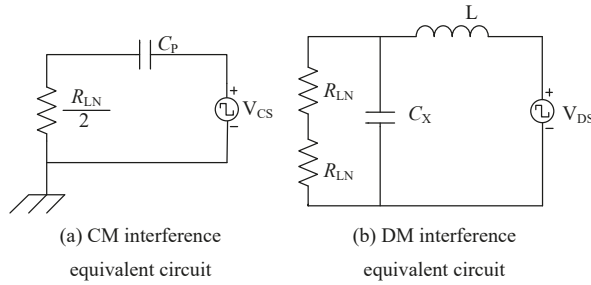 C_P
R_LN
2
+
V_CS
−
(a) CM interference
equivalent circuit
L
R_LN
R_LN
C_X
+
V_DS
−
(b) DM interference
equivalent circuit